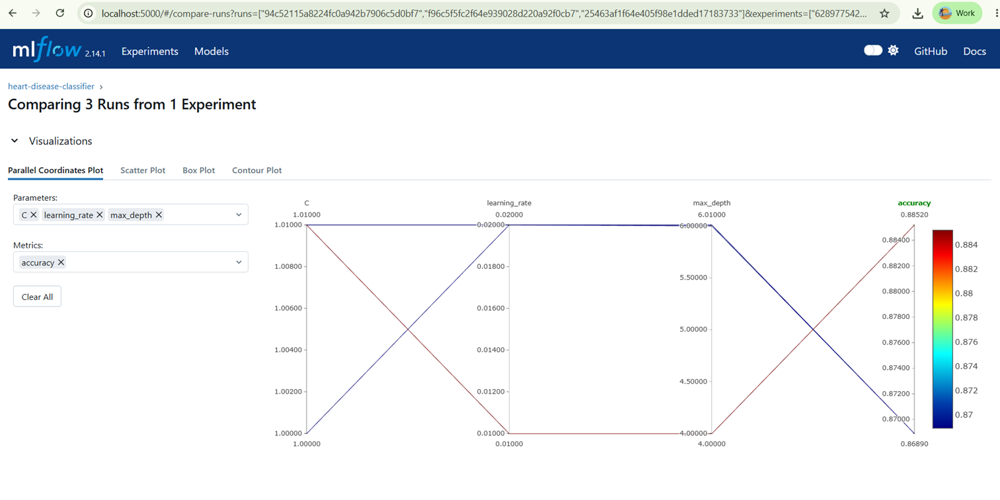 localhost:5000/#/compare-runs?runs=["94c52115a8224fc0a942b7906c5d0bf7","f96c5f5fc2f64e939028d220a92f0cb7","25463af1f64e405f98e1dded17183733"]&experiments=["628977542...
Work
mlflow 2.14.1 Experiments Models GitHub Docs
heart-disease-classifier
Comparing 3 Runs from 1 Experiment
Visualizations
Parallel Coordinates Plot Scatter Plot Box Plot Contour Plot
Parameters:
C learning_rate max_depth
Metrics:
accuracy
Clear All
C learning_rate max_depth accuracy
1.01000 0.02000 6.01000 0.88520
1.01000
1.00800
1.00600
1.00400
1.00200
1.00000
0.02000
0.01800
0.01600
0.01400
0.01200
0.01000
6.00000
5.50000
5.00000
4.50000
4.00000
0.88400
0.88200
0.88000
0.87800
0.87600
0.87400
0.87200
0.87000
1.00000 0.01000 4.00000 0.86890
0.884
0.882
0.88
0.878
0.876
0.874
0.872
0.87